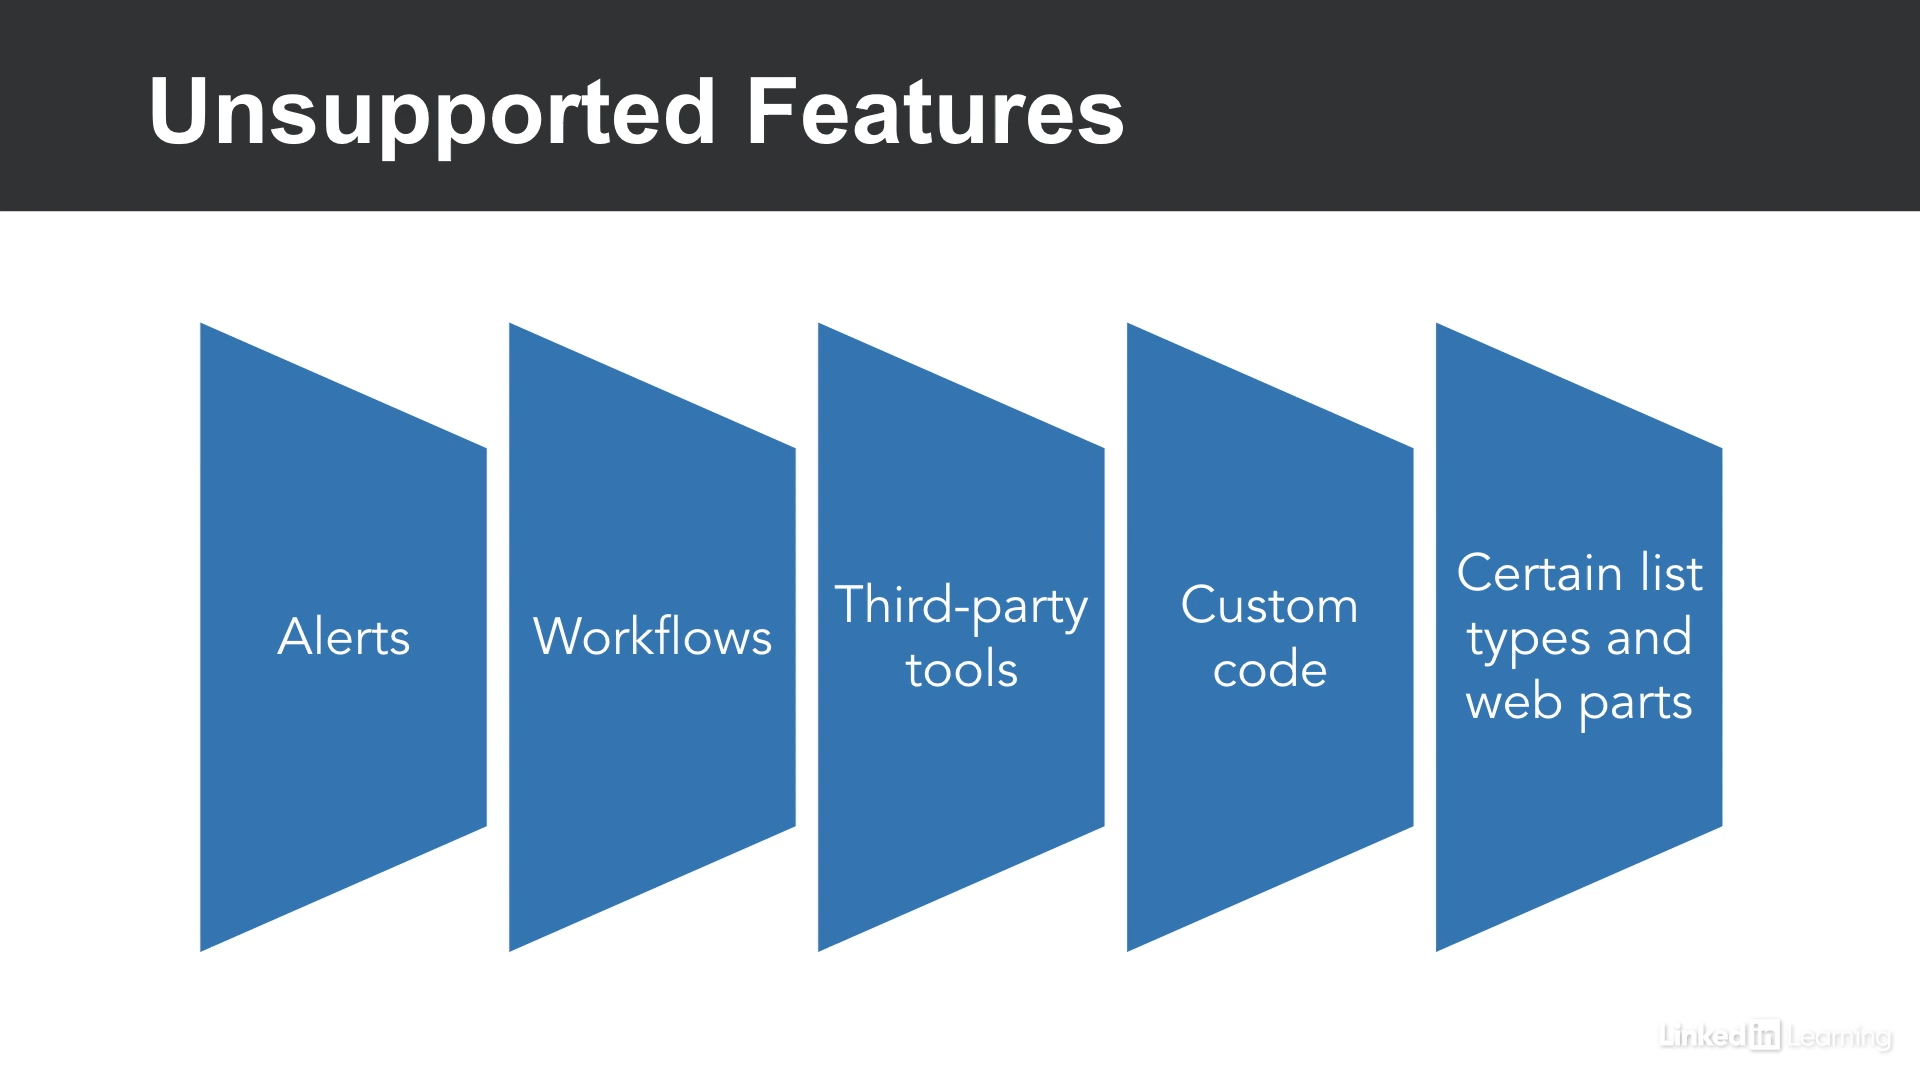 Unsupported Features
Alerts
Workflows
Third-party
tools
Custom
code
Certain list
types and
web parts
Linked in Learning